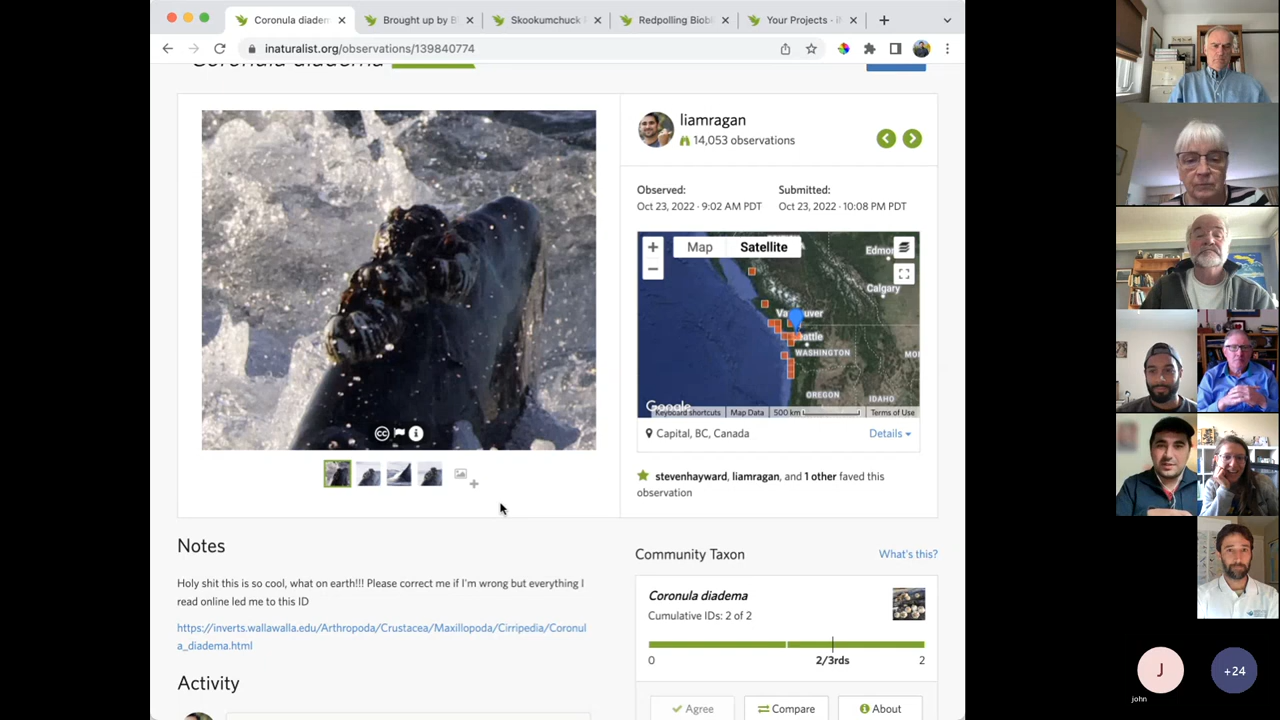 Coronula diadem
Brought up by B
Skookumchuck
Redpolling Biobl
Your Projects - i
inaturalist.org/observations/139840774
Coronula diadema
liamragan
14,053 observations
Observed:
Oct 23, 2022 · 9:02 AM PDT
Submitted:
Oct 23, 2022 · 10:08 PM PDT
Map
Satellite
Edmo
Calgary
Va
uver
attle
WASHINGTON
MO
OREGON
IDAHO
Google
Keyboard shortcuts
Map Data
500 km
Terms of Use
Capital, BC, Canada
Details
stevenhayward, liamragan, and 1 other faved this
observation
Notes
Holy shit this is so cool, what on earth!!! Please correct me if I'm wrong but everything I
read online led me to this ID
https://inverts.wallawalla.edu/Arthropoda/Crustacea/Maxillopoda/Cirripedia/Coronul
a_diadema.html
Activity
Community Taxon
What's this?
Coronula diadema
Cumulative IDs: 2 of 2
0
2/3rds
2
Agree
Compare
About
J
john
+24